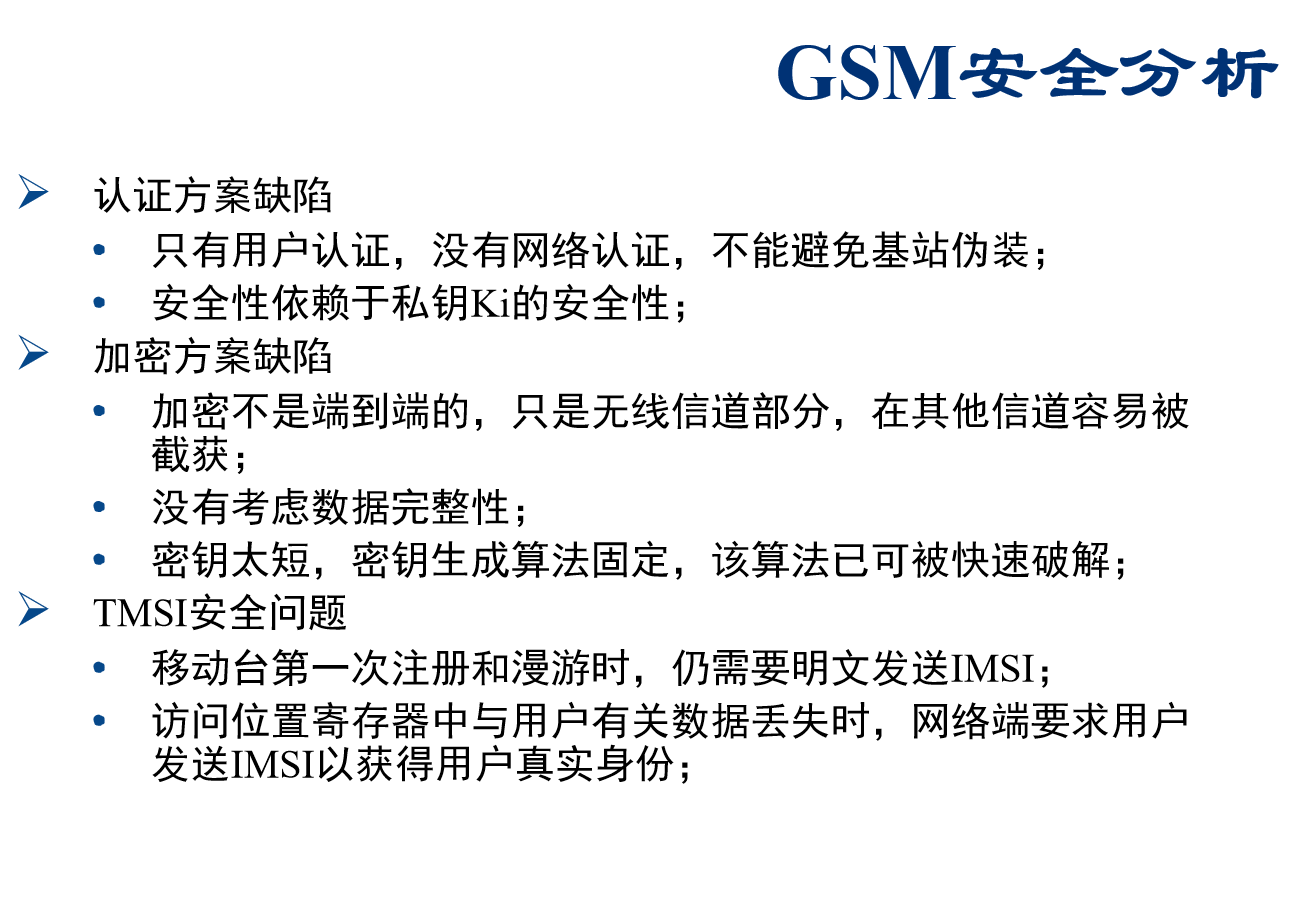 GSM安全分析
认证方案缺陷
只有用户认证，没有网络认证，不能避免基站伪装；
安全性依赖于私钥Ki的安全性；
加密方案缺陷
加密不是端到端的，只是无线信道部分，在其他信道容易被
截获；
没有考虑数据完整性；
密钥太短，密钥生成算法固定，该算法已可被快速破解；
TMSI安全问题
移动台第一次注册和漫游时，仍需要明文发送IMSI；
访问位置寄存器中与用户有关数据丢失时，网络端要求用户
发送IMSI以获得用户真实身份；